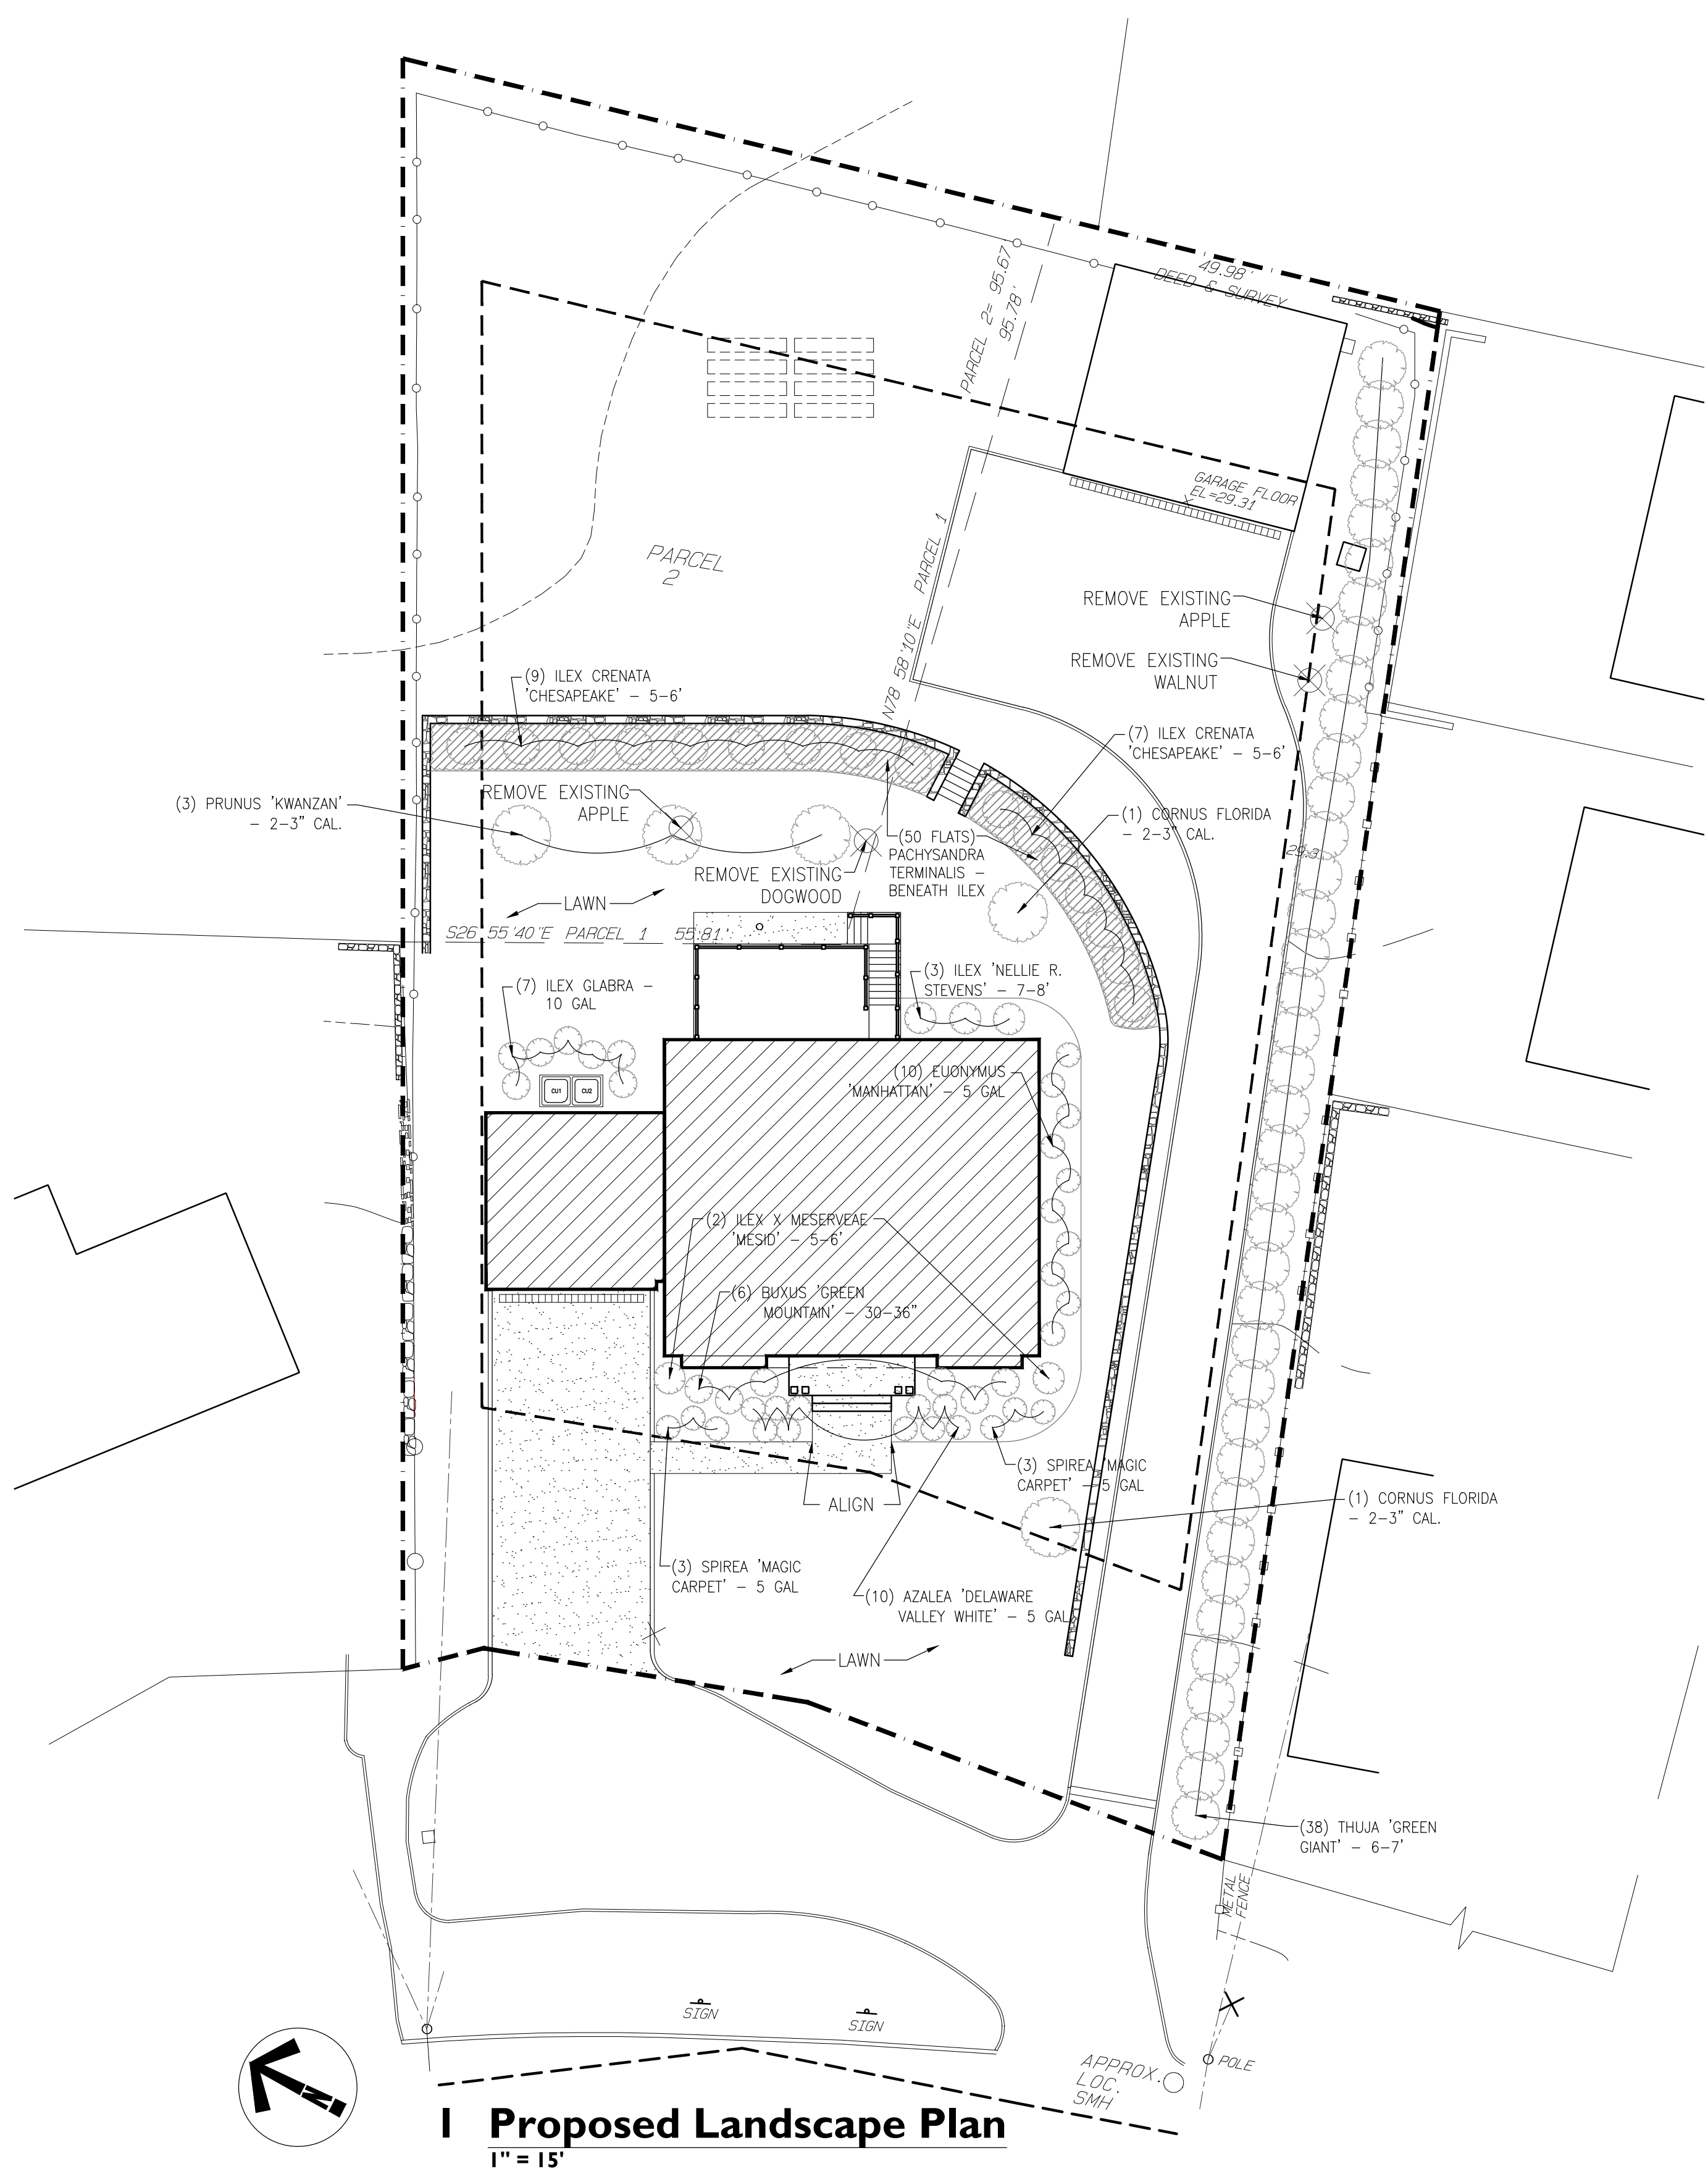 49.98'
DEED & SURVEY
PARCEL 2= 95.67'
95.78'
GARAGE FLOOR
EL=29.31
PARCEL
2
N78 58'10"E PARCEL 1
REMOVE EXISTING
APPLE
REMOVE EXISTING
WALNUT
(9) ILEX CRENATA
'CHESAPEAKE' – 5–6'
(7) ILEX CRENATA
'CHESAPEAKE' – 5–6'
(3) PRUNUS 'KWANZAN'
– 2–3" CAL.
REMOVE EXISTING
APPLE
(1) CORNUS FLORIDA
– 2–3" CAL.
(50 FLATS)
PACHYSANDRA
TERMINALIS –
BENEATH ILEX
29.3
REMOVE EXISTING
DOGWOOD
LAWN
S26 55'40"E PARCEL 1 55.81'
(7) ILEX GLABRA –
10 GAL
(3) ILEX 'NELLIE R.
STEVENS' – 7–8'
CU1
CU2
(10) EUONYMUS
'MANHATTAN' – 5 GAL
(2) ILEX X MESERVEAE
'MESID' – 5–6'
(6) BUXUS 'GREEN
MOUNTAIN' – 30–36"
(3) SPIREA 'MAGIC
CARPET' – 5 GAL
ALIGN
(1) CORNUS FLORIDA
– 2–3" CAL.
(3) SPIREA 'MAGIC
CARPET' – 5 GAL
(10) AZALEA 'DELAWARE
VALLEY WHITE' – 5 GAL
LAWN
(38) THUJA 'GREEN
GIANT' – 6–7'
METAL
FENCE
SIGN
SIGN
APPROX.
LOC.
SMH
POLE
N
1 Proposed Landscape Plan
1" = 15'